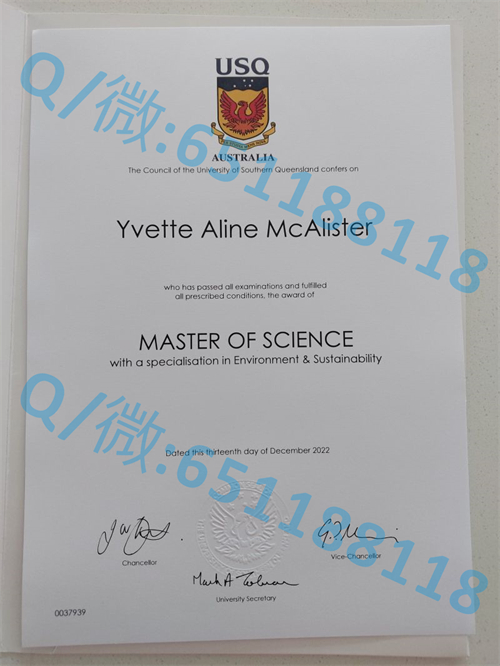 USQ
AUSTRALIA
The Council of the University of Southern Queensland confers on
Yvette Aline McAlister
who has passed all examinations and fulfilled
all prescribed conditions, the award of
MASTER OF SCIENCE
with a specialisation in Environment & Sustainability
Dated this thirteenth day of December 2022
Chancellor
Vice-Chancellor
University Secretary
0037939
Q/微:651188118
Q/微:651188118